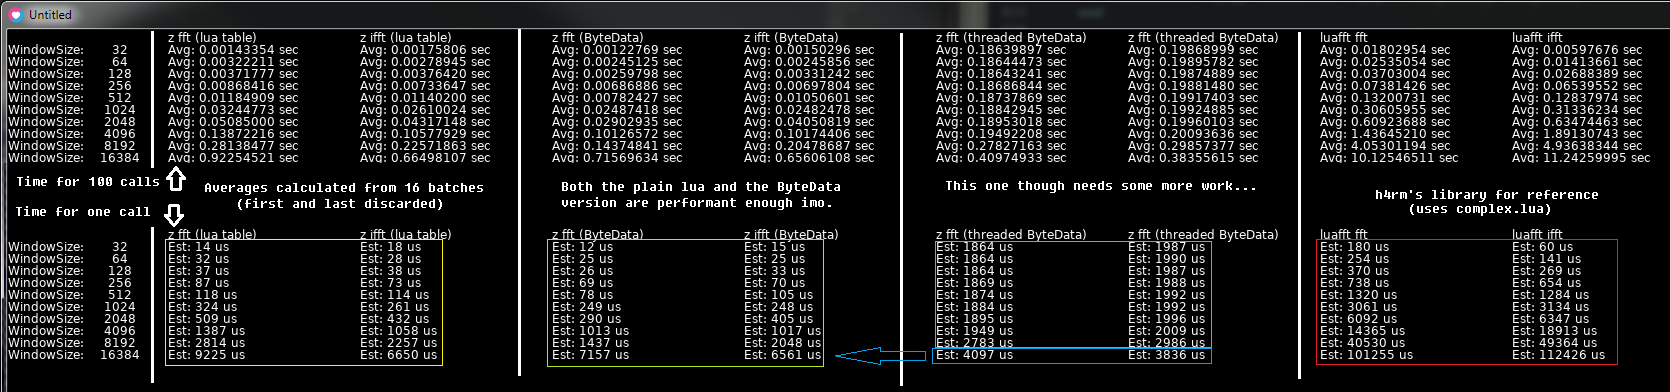 Untitled
z fft (lua table) z ifft (lua table) z fft (ByteData) z ifft (ByteData) z fft (threaded ByteData) z fft (threaded ByteData) luafft fft luafft ifft
WindowSize: 32 Avg: 0.00143354 sec Avg: 0.00175806 sec Avg: 0.00122769 sec Avg: 0.00150296 sec Avg: 0.18639897 sec Avg: 0.19868999 sec Avg: 0.01802954 sec Avg: 0.00597676 sec
WindowSize: 64 Avg: 0.00322211 sec Avg: 0.00278945 sec Avg: 0.00245125 sec Avg: 0.00245856 sec Avg: 0.18644473 sec Avg: 0.19895782 sec Avg: 0.02535054 sec Avg: 0.01413661 sec
WindowSize: 128 Avg: 0.00371777 sec Avg: 0.00376420 sec Avg: 0.00259798 sec Avg: 0.00331242 sec Avg: 0.18643241 sec Avg: 0.19874889 sec Avg: 0.03703004 sec Avg: 0.02688389 sec
WindowSize: 256 Avg: 0.00868416 sec Avg: 0.00733647 sec Avg: 0.00686886 sec Avg: 0.00697804 sec Avg: 0.18686844 sec Avg: 0.19881480 sec Avg: 0.07381426 sec Avg: 0.06539552 sec
WindowSize: 512 Avg: 0.01184909 sec Avg: 0.01140200 sec Avg: 0.00782427 sec Avg: 0.01050601 sec Avg: 0.18737869 sec Avg: 0.19917403 sec Avg: 0.13200731 sec Avg: 0.12837974 sec
WindowSize: 1024 Avg: 0.03244773 sec Avg: 0.02610024 sec Avg: 0.02487418 sec Avg: 0.02482478 sec Avg: 0.18842945 sec Avg: 0.19924885 sec Avg: 0.30605955 sec Avg: 0.31336234 sec
WindowSize: 2048 Avg: 0.05085000 sec Avg: 0.04317148 sec Avg: 0.02902935 sec Avg: 0.04050819 sec Avg: 0.18953018 sec Avg: 0.19960103 sec Avg: 0.60923688 sec Avg: 0.63474463 sec
WindowSize: 4096 Avg: 0.13872216 sec Avg: 0.10577929 sec Avg: 0.10126572 sec Avg: 0.10174406 sec Avg: 0.19492208 sec Avg: 0.20093636 sec Avg: 1.43645210 sec Avg: 1.89130743 sec
WindowSize: 8192 Avg: 0.28138477 sec Avg: 0.22571863 sec Avg: 0.14374841 sec Avg: 0.20478687 sec Avg: 0.27827163 sec Avg: 0.29857377 sec Avg: 4.05301194 sec Avg: 4.93638344 sec
WindowSize: 16384 Avg: 0.92254521 sec Avg: 0.66498107 sec Avg: 0.71569634 sec Avg: 0.65606108 sec Avg: 0.40974933 sec Avg: 0.38355615 sec Avg: 10.12546511 sec Avg: 11.24259995 sec
Time for 100 calls
Time for one call
Averages calculated from 16 batches
(first and last discarded)
Both the plain lua and the ByteData
version are performant enough imo.
This one though needs some more work...
h4rm's library for reference
(uses complex.lua)
z fft (lua table) z ifft (lua table) z fft (ByteData) z ifft (ByteData) z fft (threaded ByteData) z fft (threaded ByteData) luafft fft luafft ifft
WindowSize: 32 Est: 14 us Est: 18 us Est: 12 us Est: 15 us Est: 1864 us Est: 1987 us Est: 180 us Est: 60 us
WindowSize: 64 Est: 32 us Est: 28 us Est: 25 us Est: 25 us Est: 1864 us Est: 1990 us Est: 254 us Est: 141 us
WindowSize: 128 Est: 37 us Est: 38 us Est: 26 us Est: 33 us Est: 1864 us Est: 1987 us Est: 370 us Est: 269 us
WindowSize: 256 Est: 87 us Est: 73 us Est: 69 us Est: 70 us Est: 1869 us Est: 1988 us Est: 738 us Est: 654 us
WindowSize: 512 Est: 118 us Est: 114 us Est: 78 us Est: 105 us Est: 1874 us Est: 1992 us Est: 1320 us Est: 1284 us
WindowSize: 1024 Est: 324 us Est: 261 us Est: 249 us Est: 248 us Est: 1884 us Est: 1992 us Est: 3061 us Est: 3134 us
WindowSize: 2048 Est: 509 us Est: 432 us Est: 290 us Est: 405 us Est: 1895 us Est: 1996 us Est: 6092 us Est: 6347 us
WindowSize: 4096 Est: 1387 us Est: 1058 us Est: 1013 us Est: 1017 us Est: 1949 us Est: 2009 us Est: 14365 us Est: 18913 us
WindowSize: 8192 Est: 2814 us Est: 2257 us Est: 1437 us Est: 2048 us Est: 2783 us Est: 2986 us Est: 40530 us Est: 49364 us
WindowSize: 16384 Est: 9225 us Est: 6650 us Est: 7157 us Est: 6561 us Est: 4097 us Est: 3836 us Est: 101255 us Est: 112426 us